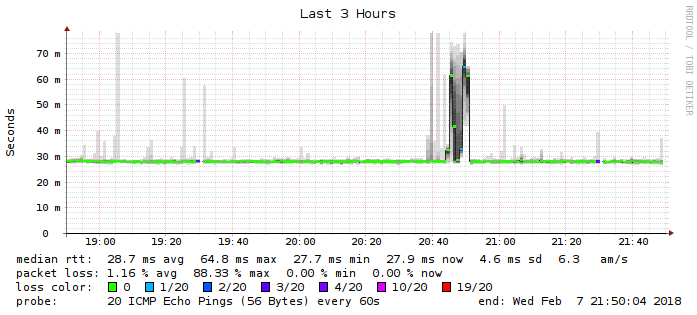 Last 3 Hours
RRDTOOL / TOBI OETIKER
Seconds
70 m
60 m
50 m
40 m
30 m
20 m
10 m
0
19:00 19:20 19:40 20:00 20:20 20:40 21:00 21:20 21:40
median rtt: 28.7 ms avg 64.8 ms max 27.7 ms min 27.9 ms now 4.6 ms sd 6.3 am/s
packet loss: 1.16 % avg 88.33 % max 0.00 % min 0.00 % now
loss color: 0 1/20 2/20 3/20 4/20 10/20 19/20
probe: 20 ICMP Echo Pings (56 Bytes) every 60s end: Wed Feb 7 21:50:04 2018